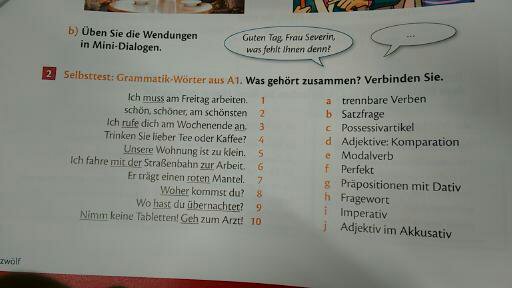 b) Üben Sie die Wendungen
in Mini-Dialogen.
Guten Tag, Frau Severin,
was fehlt Ihnen denn?
...
2 Selbsttest: Grammatik-Wörter aus A1. Was gehört zusammen? Verbinden Sie.
Ich muss am Freitag arbeiten. 1
schön, schöner, am schönsten 2
Ich rufe dich am Wochenende an. 3
Trinken Sie lieber Tee oder Kaffee? 4
Unsere Wohnung ist zu klein. 5
Ich fahre mit der Straßenbahn zur Arbeit. 6
Er trägt einen roten Mantel. 7
Woher kommst du? 8
Wo hast du übernachtet? 9
Nimm keine Tabletten! Geh zum Arzt! 10
a trennbare Verben
b Satzfrage
c Possessivartikel
d Adjektive: Komparation
e Modalverb
f Perfekt
g Präpositionen mit Dativ
h Fragewort
i Imperativ
j Adjektiv im Akkusativ
zwölf